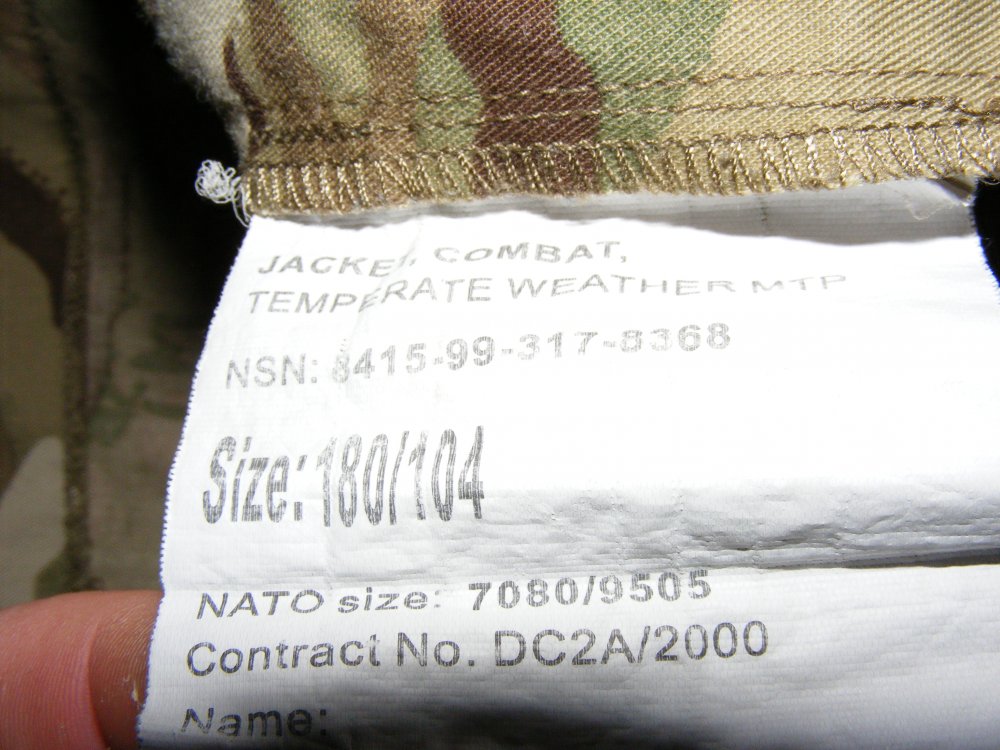 JACKET, COMBAT,
TEMPERATE WEATHER MTP
NSN: 8415-99-317-8368
Size: 180/104
NATO size: 7080/9505
Contract No. DC2A/2000
Name: